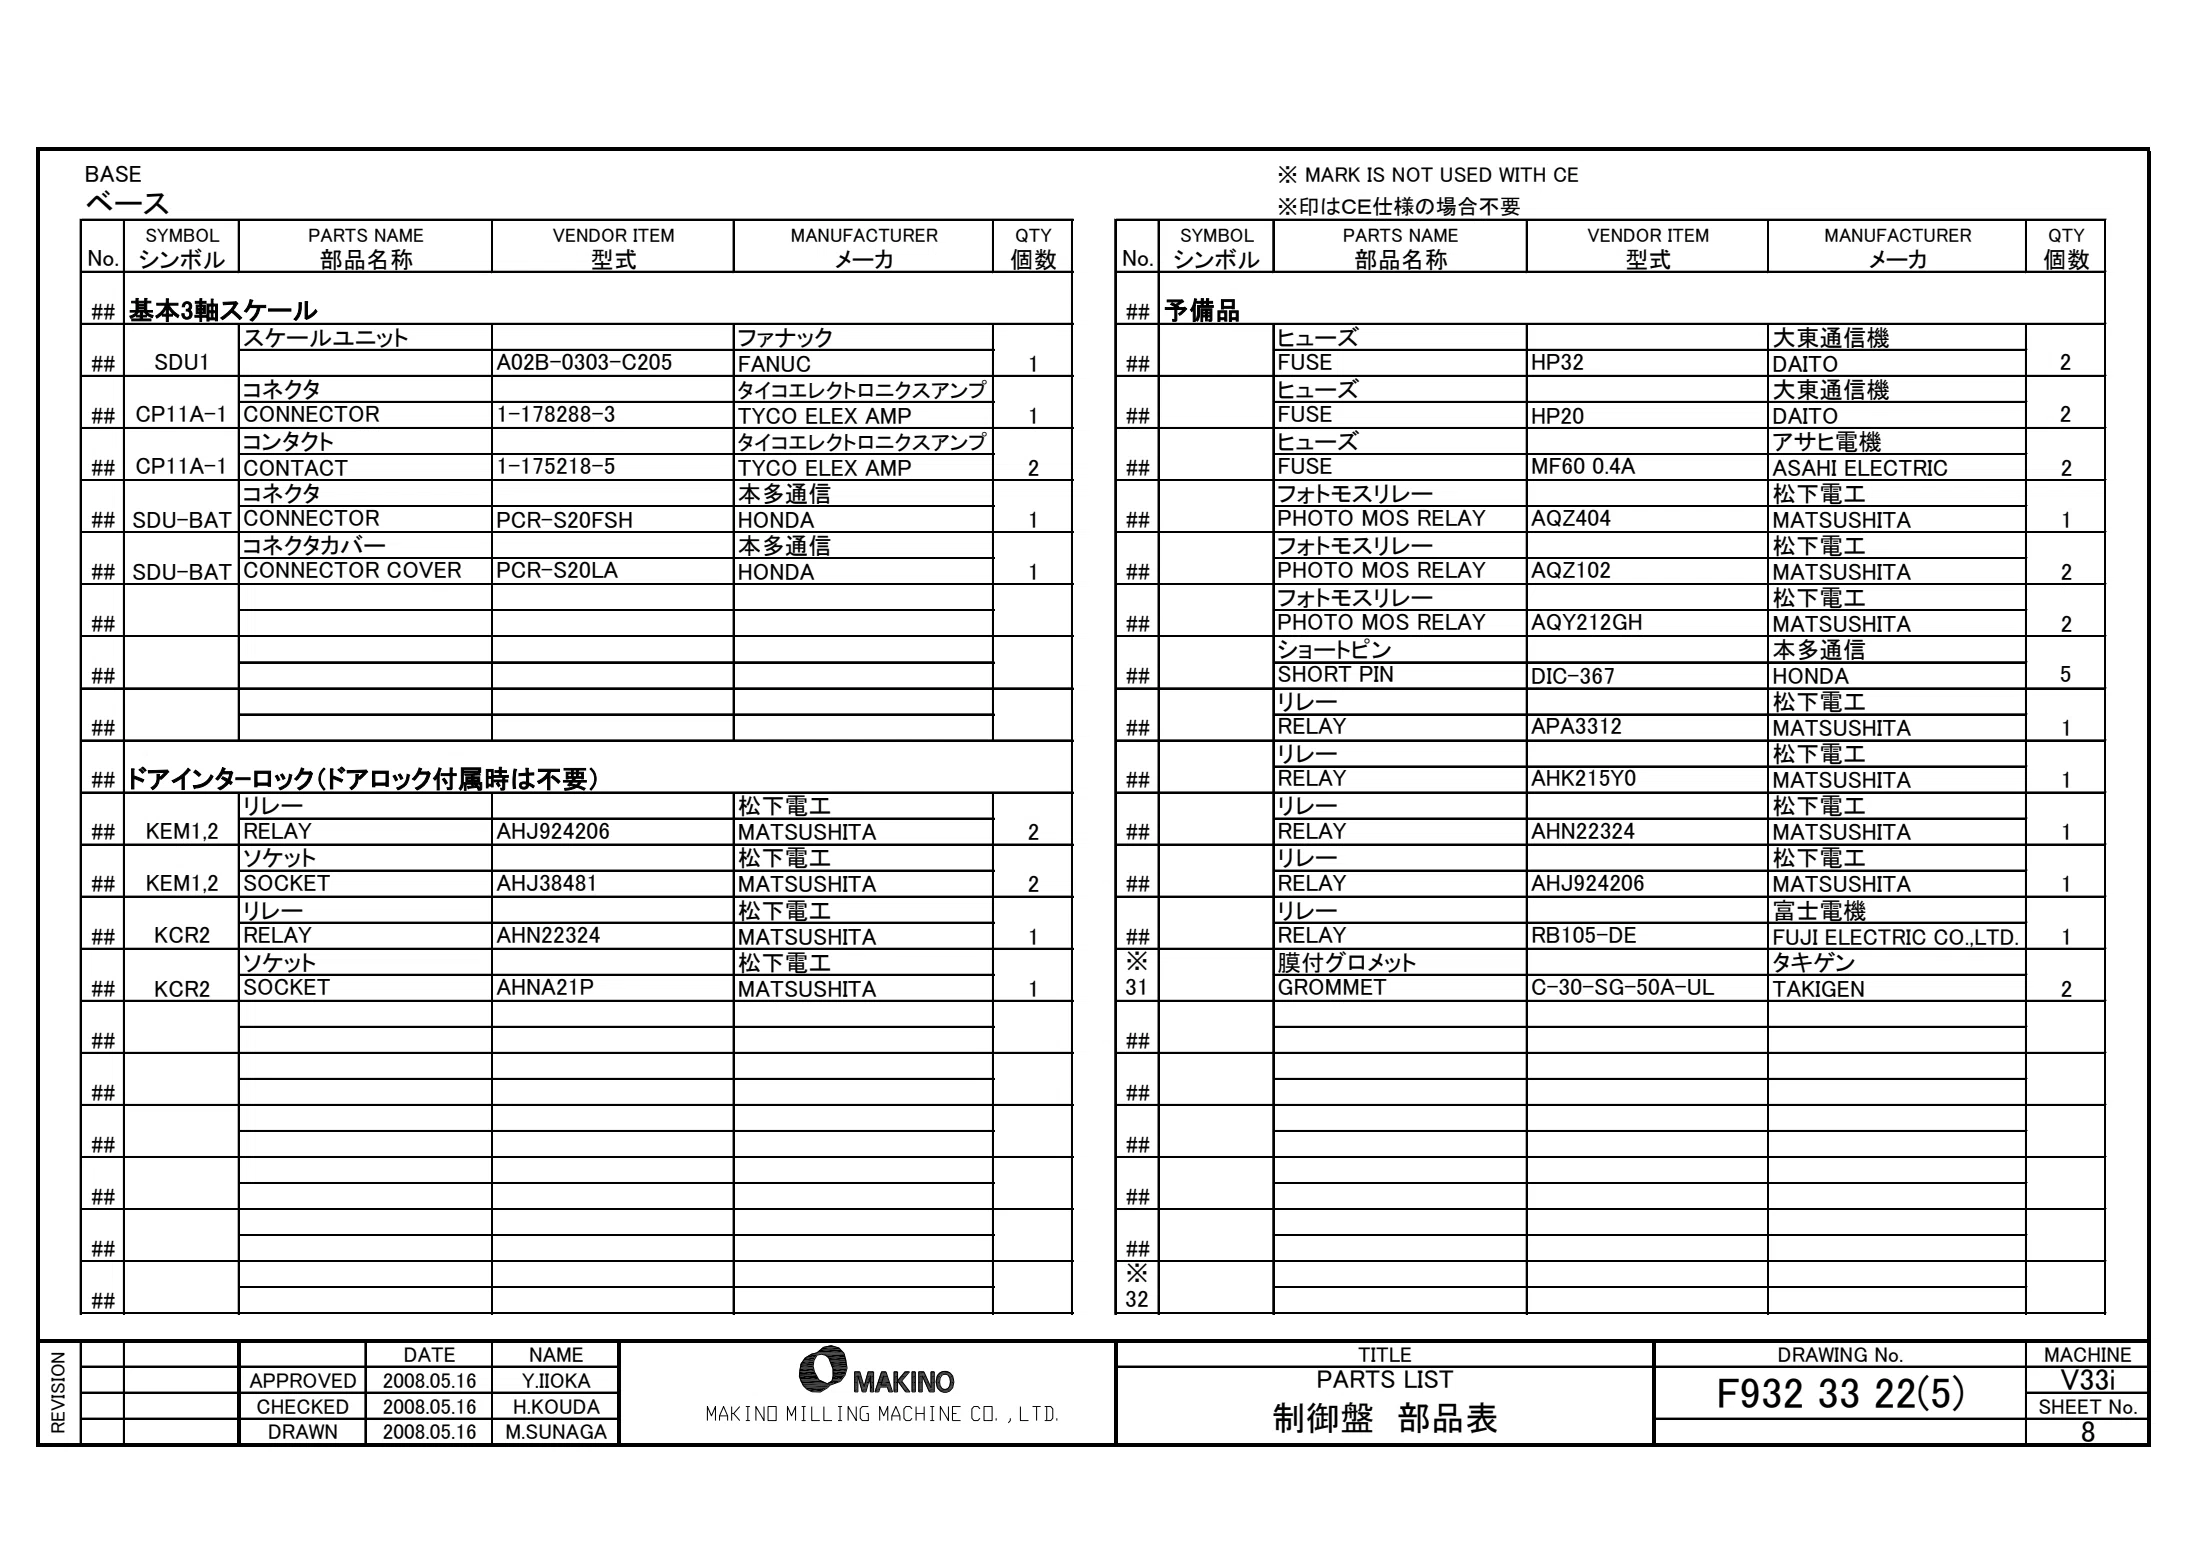 BASE
ベース
No. SYMBOL シンボル PARTS NAME 部品名称 VENDOR ITEM 型式 MANUFACTURER メーカ QTY 個数
## 基本3軸スケール
スケールユニット ファナック
## SDU1 A02B-0303-C205 FANUC 1
コネクタ タイコエレクトロニクスアンプ
## CP11A-1 CONNECTOR 1-178288-3 TYCO ELEX AMP 1
コンタクト タイコエレクトロニクスアンプ
## CP11A-1 CONTACT 1-175218-5 TYCO ELEX AMP 2
コネクタ 本多通信
## SDU-BAT CONNECTOR PCR-S20FSH HONDA 1
コネクタカバー 本多通信
## SDU-BAT CONNECTOR COVER PCR-S20LA HONDA 1
##
##
##
## ドアインターロック（ドアロック付属時は不要）
リレー 松下電工
## KEM1,2 RELAY AHJ924206 MATSUSHITA 2
ソケット 松下電工
## KEM1,2 SOCKET AHJ38481 MATSUSHITA 2
リレー 松下電工
## KCR2 RELAY AHN22324 MATSUSHITA 1
ソケット 松下電工
## KCR2 SOCKET AHNA21P MATSUSHITA 1
##
##
##
##
##
##
※ MARK IS NOT USED WITH CE
※印はCE仕様の場合不要
No. SYMBOL シンボル PARTS NAME 部品名称 VENDOR ITEM 型式 MANUFACTURER メーカ QTY 個数
## 予備品
ヒューズ 大東通信機
## FUSE HP32 DAITO 2
ヒューズ 大東通信機
## FUSE HP20 DAITO 2
ヒューズ アサヒ電機
## FUSE MF60 0.4A ASAHI ELECTRIC 2
フォトモスリレー 松下電工
## PHOTO MOS RELAY AQZ404 MATSUSHITA 1
フォトモスリレー 松下電工
## PHOTO MOS RELAY AQZ102 MATSUSHITA 2
フォトモスリレー 松下電工
## PHOTO MOS RELAY AQY212GH MATSUSHITA 2
ショートピン 本多通信
## SHORT PIN DIC-367 HONDA 5
リレー 松下電工
## RELAY APA3312 MATSUSHITA 1
リレー 松下電工
## RELAY AHK215Y0 MATSUSHITA 1
リレー 松下電工
## RELAY AHN22324 MATSUSHITA 1
リレー 松下電工
## RELAY AHJ924206 MATSUSHITA 1
リレー 富士電機
## RELAY RB105-DE FUJI ELECTRIC CO.,LTD. 1
※ 膜付グロメット タキゲン
31 GROMMET C-30-SG-50A-UL TAKIGEN 2
##
##
##
##
##
※
32
REVISION
DATE NAME
APPROVED 2008.05.16 Y.IIOKA
CHECKED 2008.05.16 H.KOUDA
DRAWN 2008.05.16 M.SUNAGA
MAKINO
MAKINO MILLING MACHINE CO. , LTD.
TITLE
PARTS LIST
制御盤 部品表
DRAWING No.
F932 33 22(5)
MACHINE
V33i
SHEET No.
8